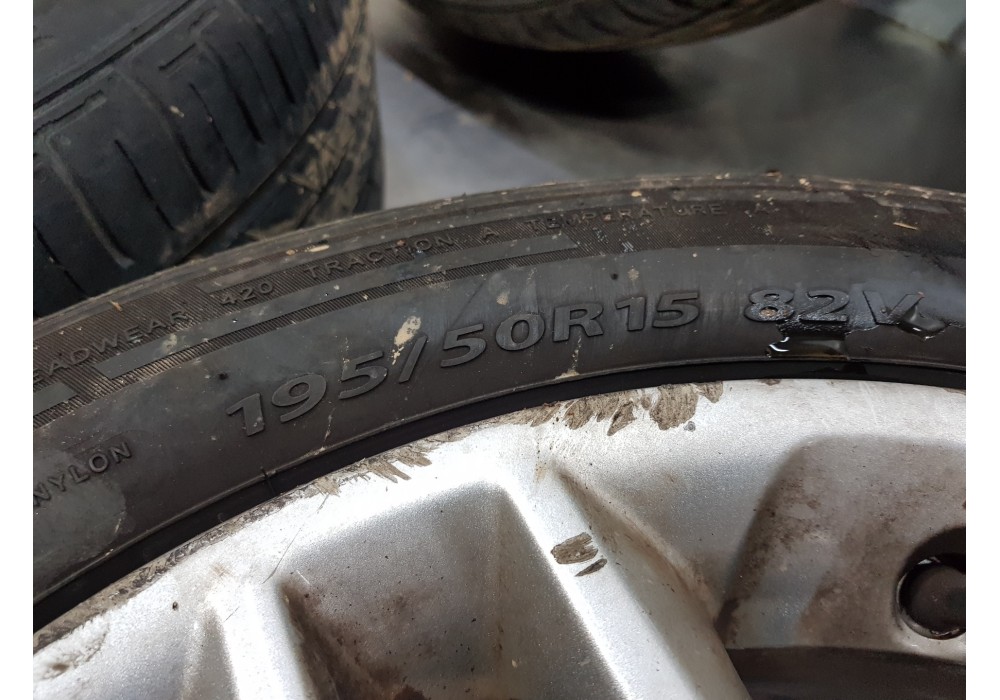 TREADWEAR 420 TRACTION A TEMPERATURE
195/50R15 82V
NYLON